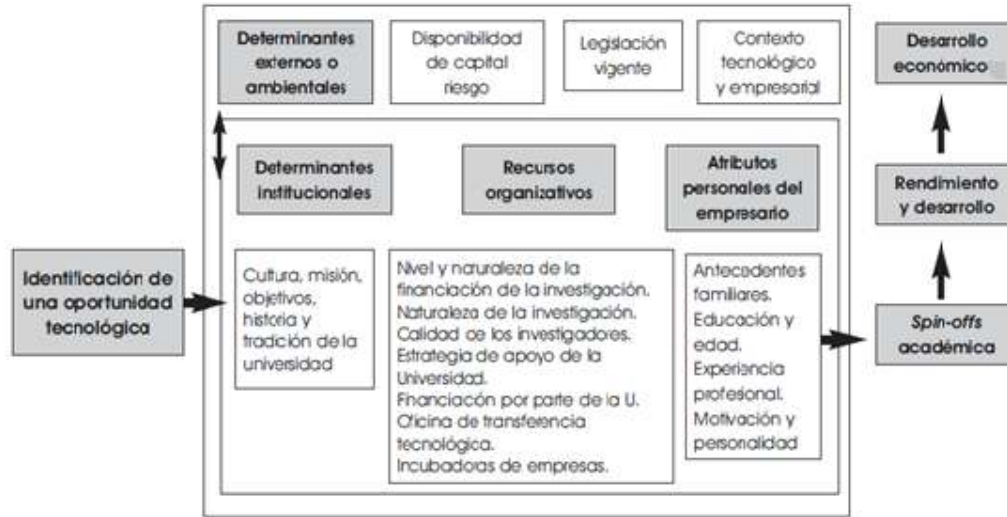 Determinantes
externos o
ambientales
Disponibilidad
de capital
riesgo
Legislación
vigente
Contexto
tecnológico
y empresarial
Desarrollo
económico
Determinantes
institucionales
Recursos
organizativos
Atributos
personales del
empresario
Rendimiento
y desarrollo
Identificación de
una oportunidad
tecnológica
Cultura, misión,
objetivos,
historia y
tradición de la
universidad
Nivel y naturaleza de la
financiación de la investigación.
Naturaleza de la investigación.
Calidad de los investigadores.
Estrategia de apoyo de la
Universidad.
Financiacón por parte de la U.
Oficina de transferencia
tecnológica.
Incubadoras de empresas.
Antecedentes
familiares.
Educación y
edad.
Experiencia
profesional.
Motivación y
personalidad
Spin-offs
académica